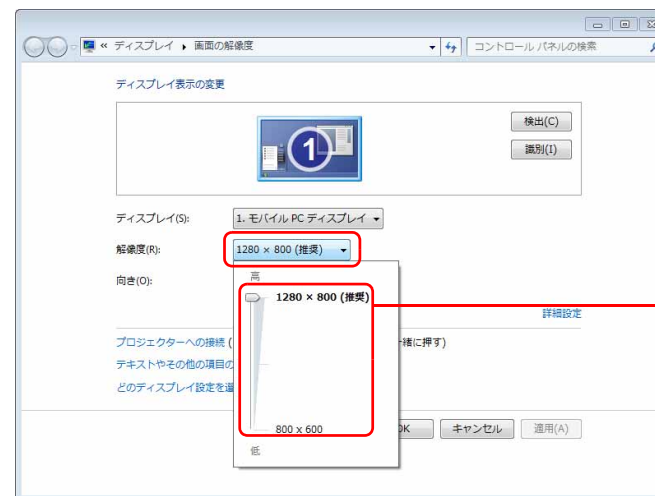 « ディスプレイ ▸ 画面の解像度
コントロール パネルの検索
ディスプレイ表示の変更
1
検出(C)
識別(I)
ディスプレイ(S):
1. モバイル PC ディスプレイ
解像度(R):
1280 × 800 (推奨)
向き(O):
高
1280 × 800 (推奨)
詳細設定
プロジェクターへの接続 (
一緒に押す)
テキストやその他の項目の
どのディスプレイ設定を選
800 x 600
OK
キャンセル
適用(A)
低